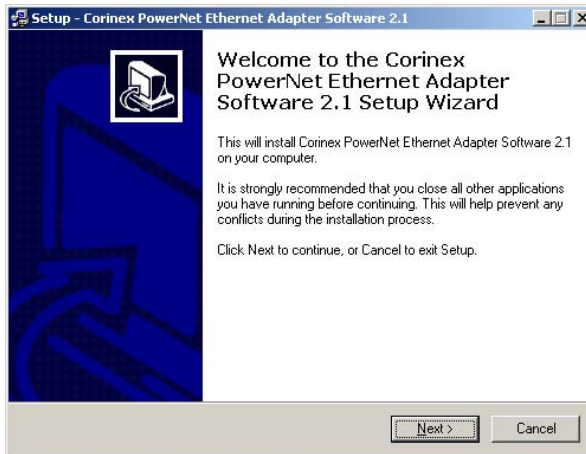 Setup - Corinex PowerNet Ethernet Adapter Software 2.1
Welcome to the Corinex
PowerNet Ethernet Adapter
Software 2.1 Setup Wizard
This will install Corinex PowerNet Ethernet Adapter Software 2.1
on your computer.
It is strongly recommended that you close all other applications
you have running before continuing. This will help prevent any
conflicts during the installation process.
Click Next to continue, or Cancel to exit Setup.
Next >
Cancel